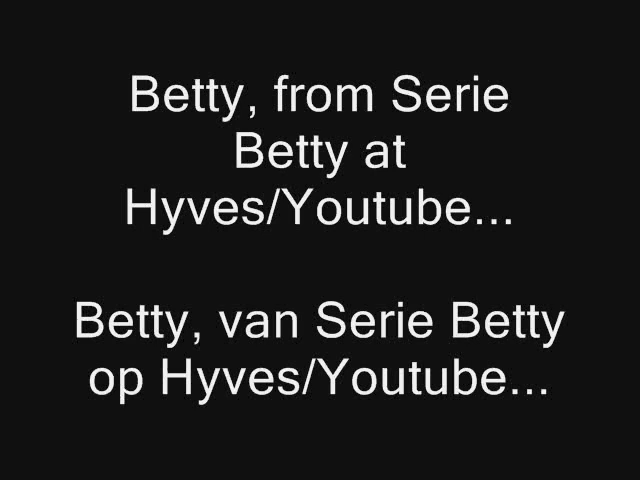 Betty, from Serie
Betty at
Hyves/Youtube...
Betty, van Serie Betty
op Hyves/Youtube...